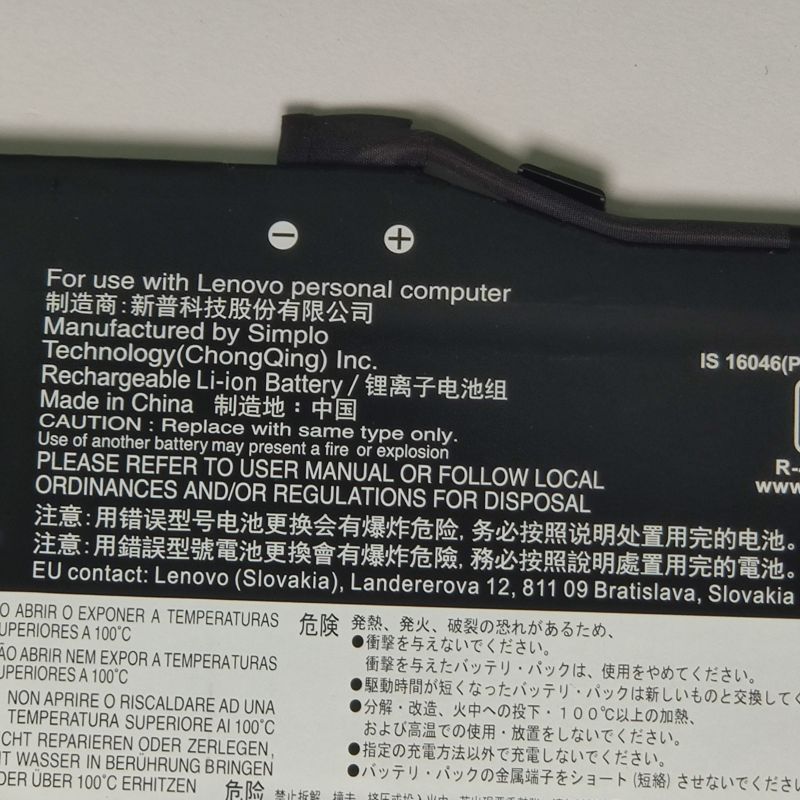 − +
For use with Lenovo personal computer
制造商:新普科技股份有限公司
Manufactured by Simplo
Technology(ChongQing) Inc.
Rechargeable Li-ion Battery / 锂离子电池组
Made in China 制造地:中国
CAUTION : Replace with same type only.
Use of another battery may present a fire or explosion
PLEASE REFER TO USER MANUAL OR FOLLOW LOCAL
ORDINANCES AND/OR REGULATIONS FOR DISPOSAL
注意:用错误型号电池更换会有爆炸危险, 务必按照说明处置用完的电池。
注意:用錯誤型號電池更換會有爆炸危險, 務必按照說明處置用完的電池。
EU contact: Lenovo (Slovakia), Landererova 12, 811 09 Bratislava, Slovakia
IS 16046(P
R-
www.
O ABRIR O EXPONER A TEMPERATURAS
UPERIORES A 100°C
ÃO ABRIR NEM EXPOR A TEMPERATURAS
UPERIORES A 100°C
NON APRIRE O RISCALDARE AD UNA
TEMPERATURA SUPERIORE AI 100°C
CHT REPARIEREN ODER ZERLEGEN,
IT WASSER IN BERÜHRUNG BRINGEN
DER ÜBER 100°C ERHITZEN
危険 発熱、発火、破裂の恐れがあるため、
●衝撃を与えないでください。
衝撃を与えたバッテリ・パックは、使用をやめてください。
●駆動時間が短くなったバッテリ・パックは新しいものと交換してく
●分解・改造、火中への投下・100℃以上の加熱、
および高温での使用・放置をしないでください。
●指定の充電方法以外で充電しないでください。
●バッテリ・パックの金属端子をショート (短絡) させないでくださ
危险 禁止拆解、撞击、挤压或投入火中,